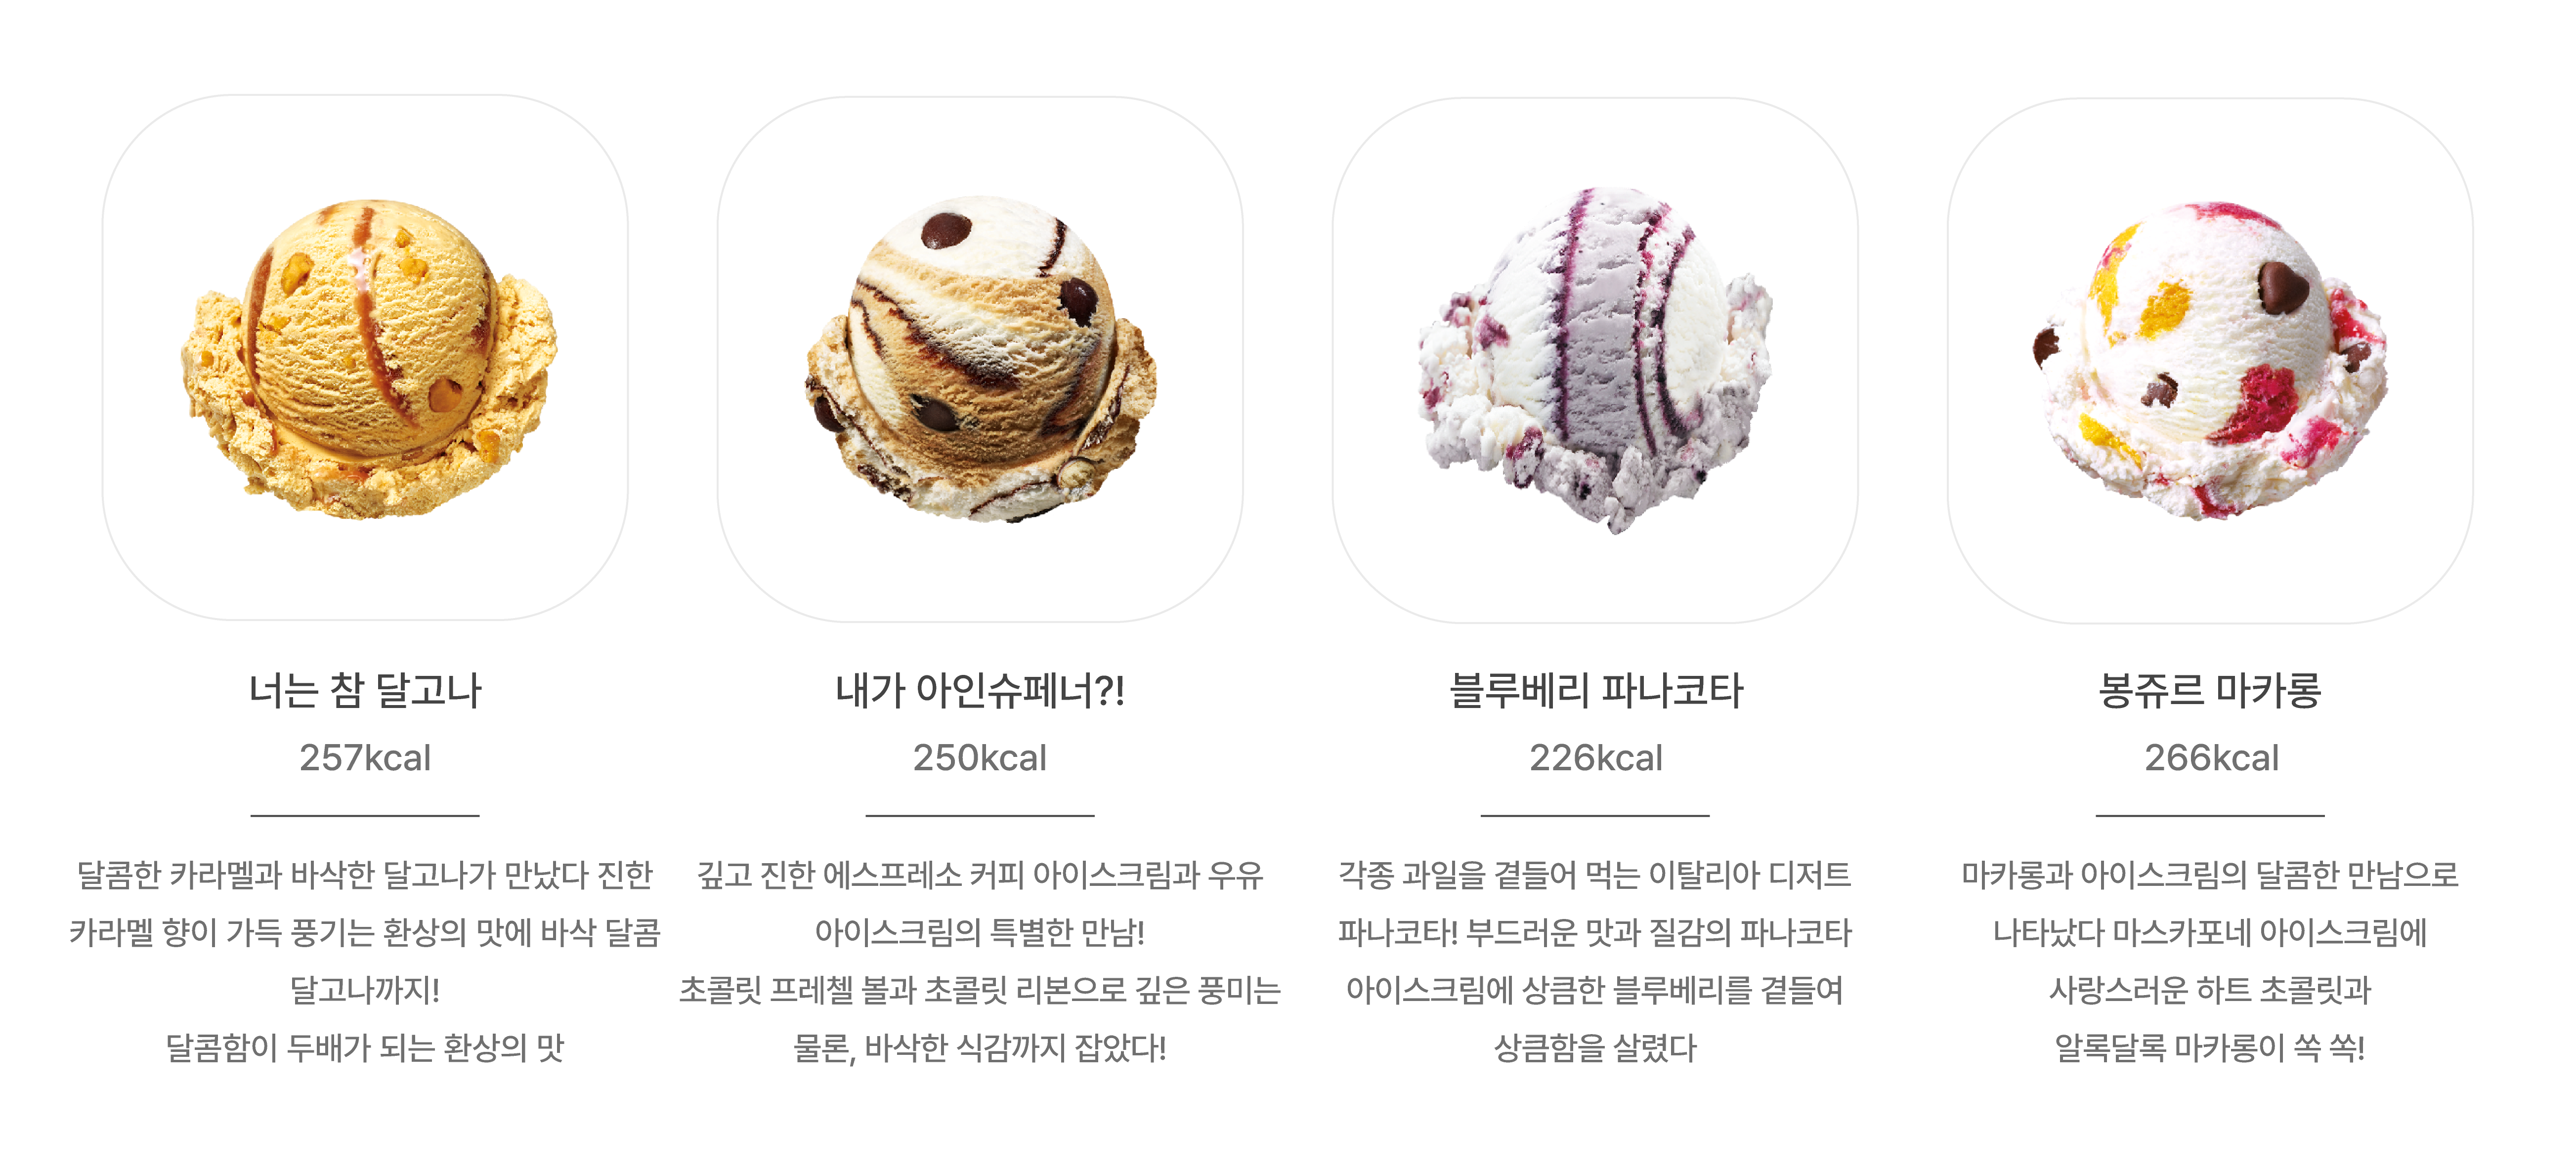 너는 참 달고나
257kcal
달콤한 카라멜과 바삭한 달고나가 만났다 진한
카라멜 향이 가득 풍기는 환상의 맛에 바삭 달콤
달고나까지!
달콤함이 두배가 되는 환상의 맛
내가 아인슈페너?!
250kcal
깊고 진한 에스프레소 커피 아이스크림과 우유
아이스크림의 특별한 만남!
초콜릿 프레첼 볼과 초콜릿 리본으로 깊은 풍미는
물론, 바삭한 식감까지 잡았다!
블루베리 파나코타
226kcal
각종 과일을 곁들어 먹는 이탈리아 디저트
파나코타! 부드러운 맛과 질감의 파나코타
아이스크림에 상큼한 블루베리를 곁들여
상큼함을 살렸다
봉쥬르 마카롱
266kcal
마카롱과 아이스크림의 달콤한 만남으로
나타났다 마스카포네 아이스크림에
사랑스러운 하트 초콜릿과
알록달록 마카롱이 쏙 쏙!